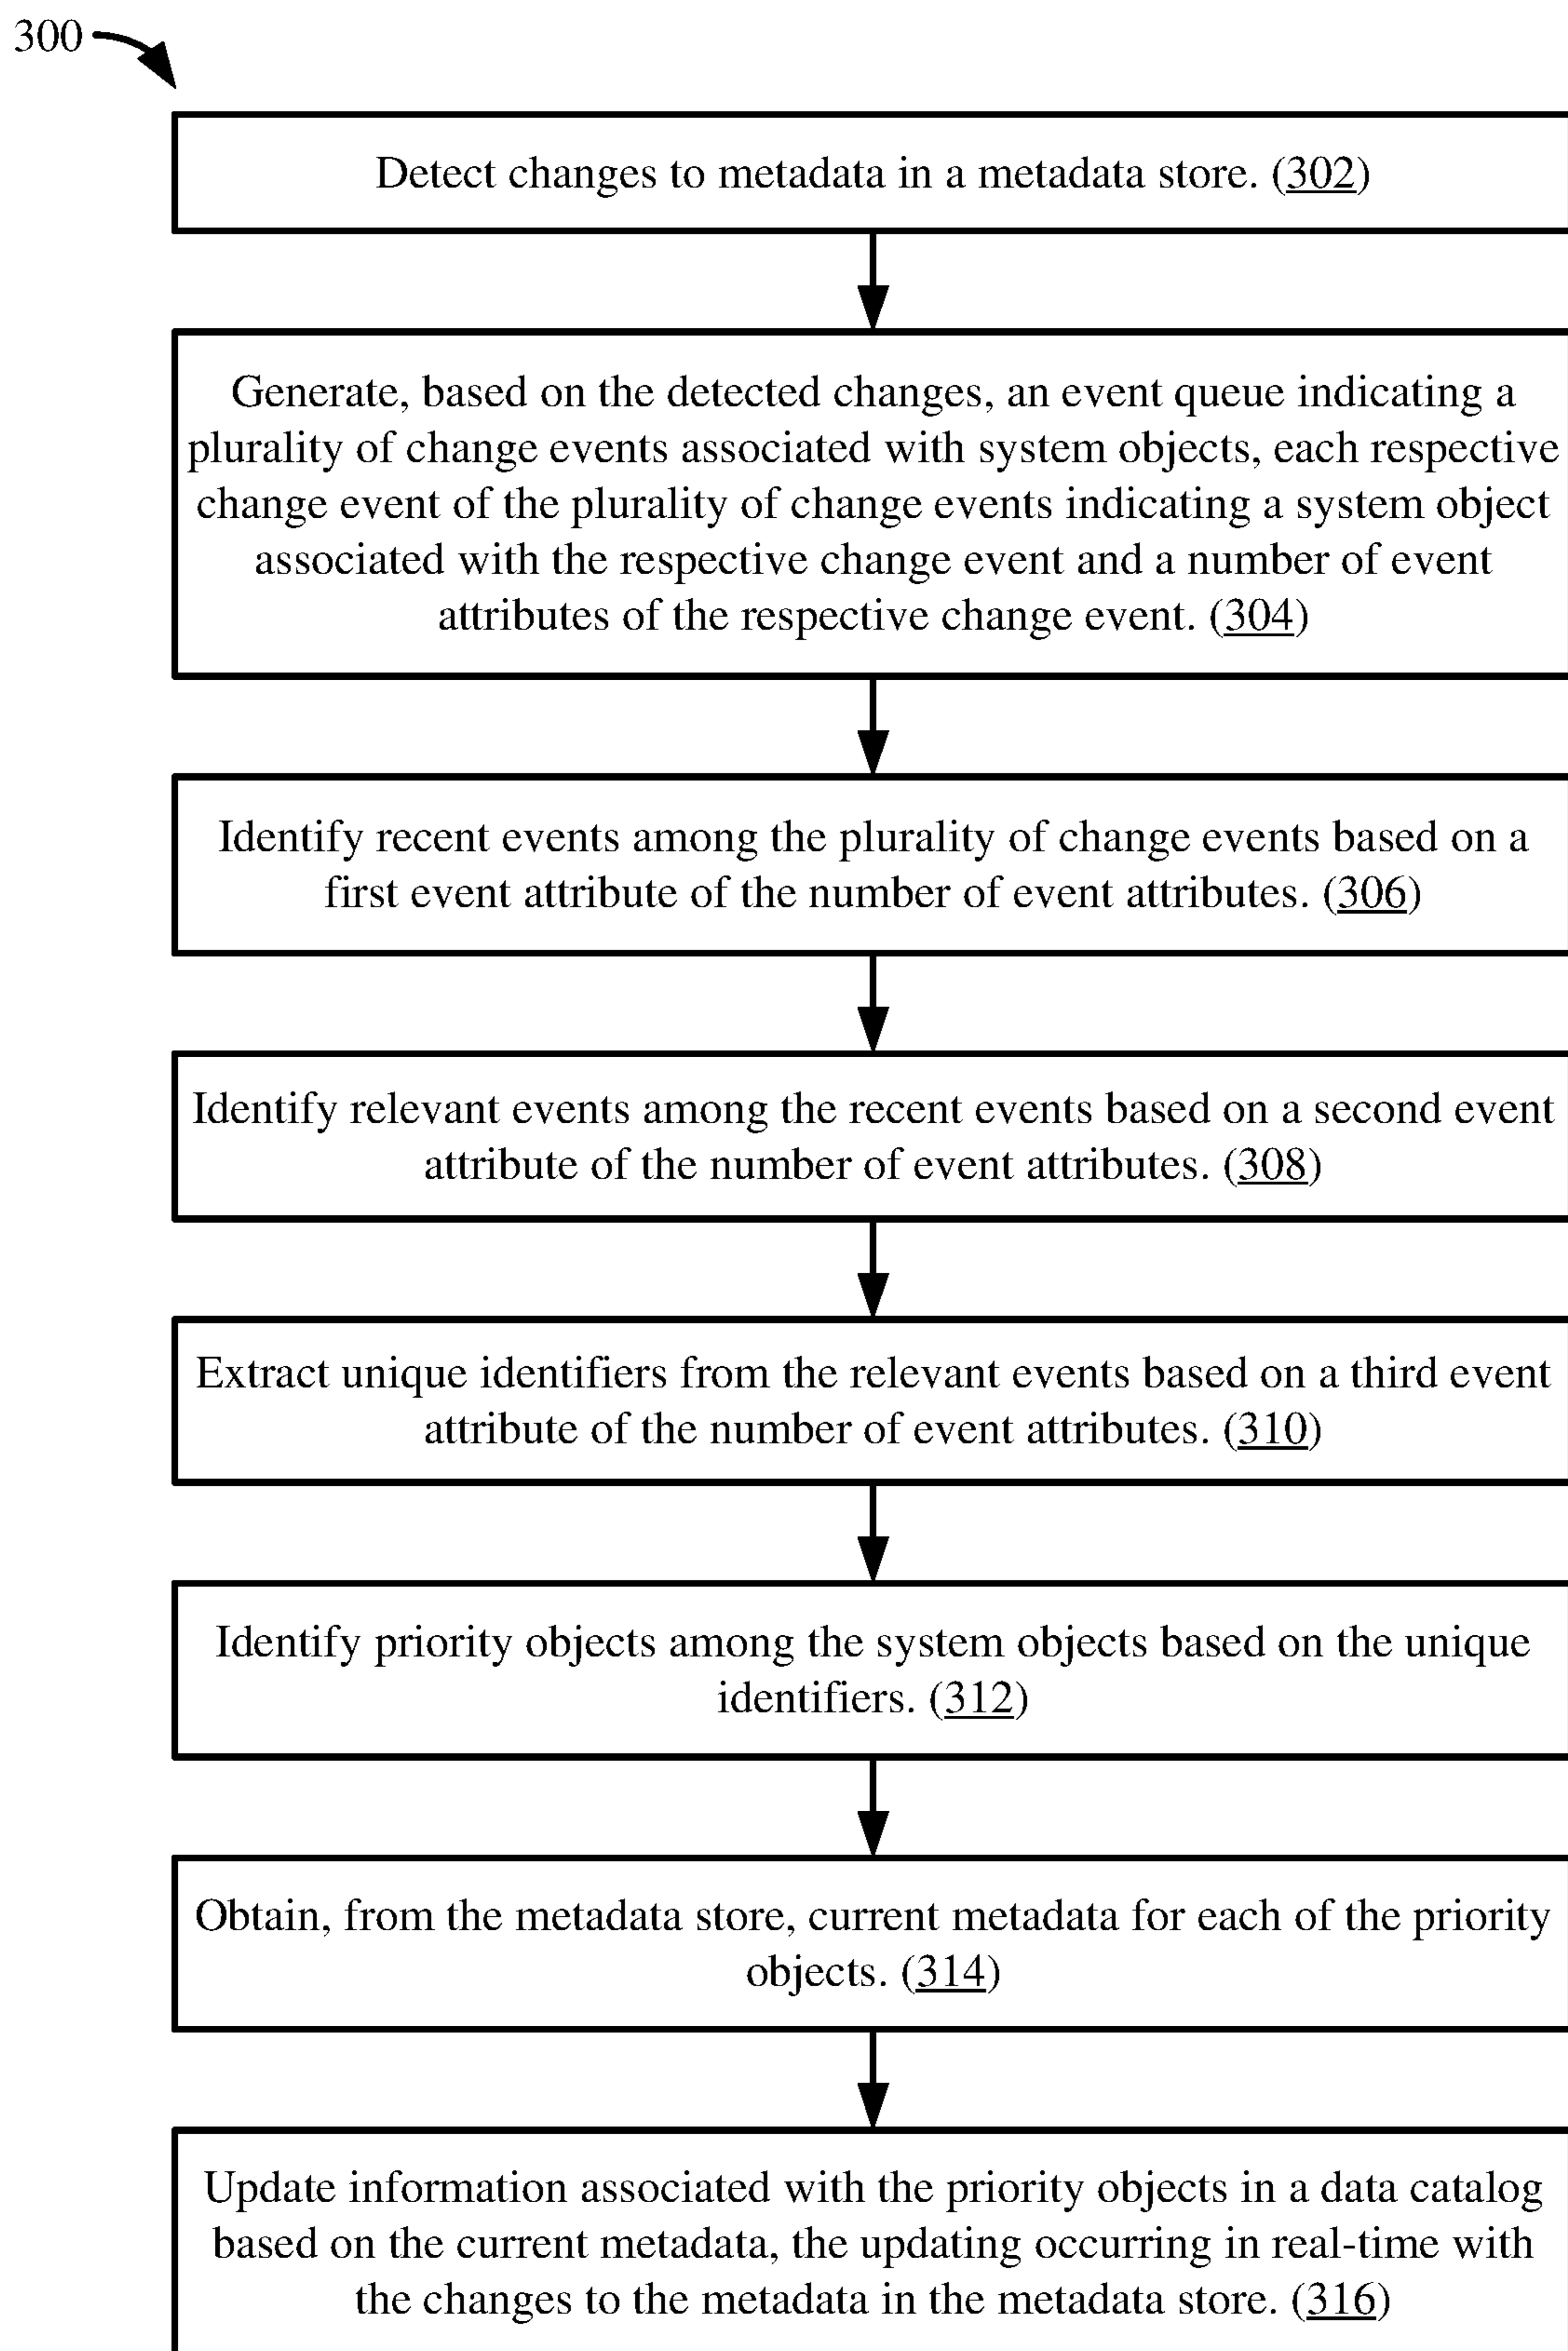 300
Detect changes to metadata in a metadata store. (302)
Generate, based on the detected changes, an event queue indicating a
plurality of change events associated with system objects, each respective
change event of the plurality of change events indicating a system object
associated with the respective change event and a number of event
attributes of the respective change event. (304)
Identify recent events among the plurality of change events based on a
first event attribute of the number of event attributes. (306)
Identify relevant events among the recent events based on a second event
attribute of the number of event attributes. (308)
Extract unique identifiers from the relevant events based on a third event
attribute of the number of event attributes. (310)
Identify priority objects among the system objects based on the unique
identifiers. (312)
Obtain, from the metadata store, current metadata for each of the priority
objects. (314)
Update information associated with the priority objects in a data catalog
based on the current metadata, the updating occurring in real-time with
the changes to the metadata in the metadata store. (316)